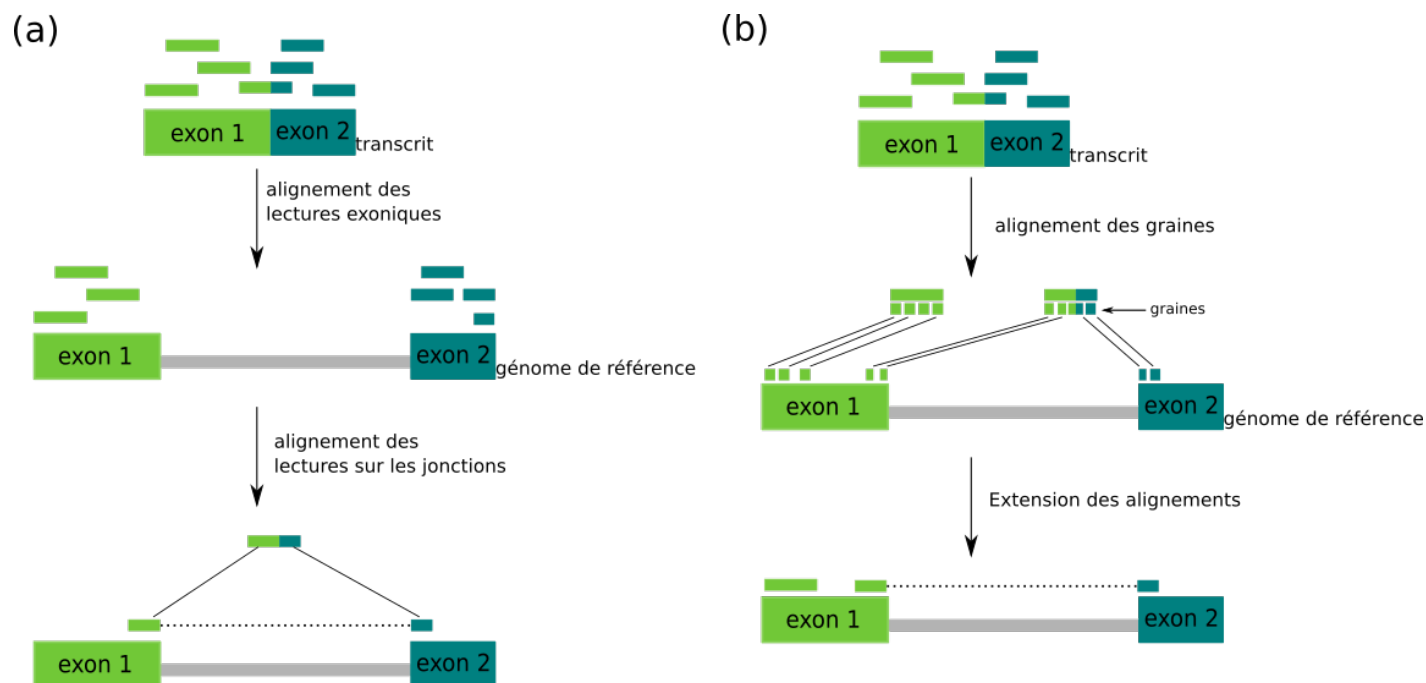 (a)
exon 1
exon 2
transcrit
alignement des
lectures exoniques
exon 1
exon 2
génome de référence
alignement des
lectures sur les jonctions
exon 1
exon 2
(b)
exon 1
exon 2
transcrit
alignement des graines
graines
exon 1
exon 2
génome de référence
Extension des alignements
exon 1
exon 2